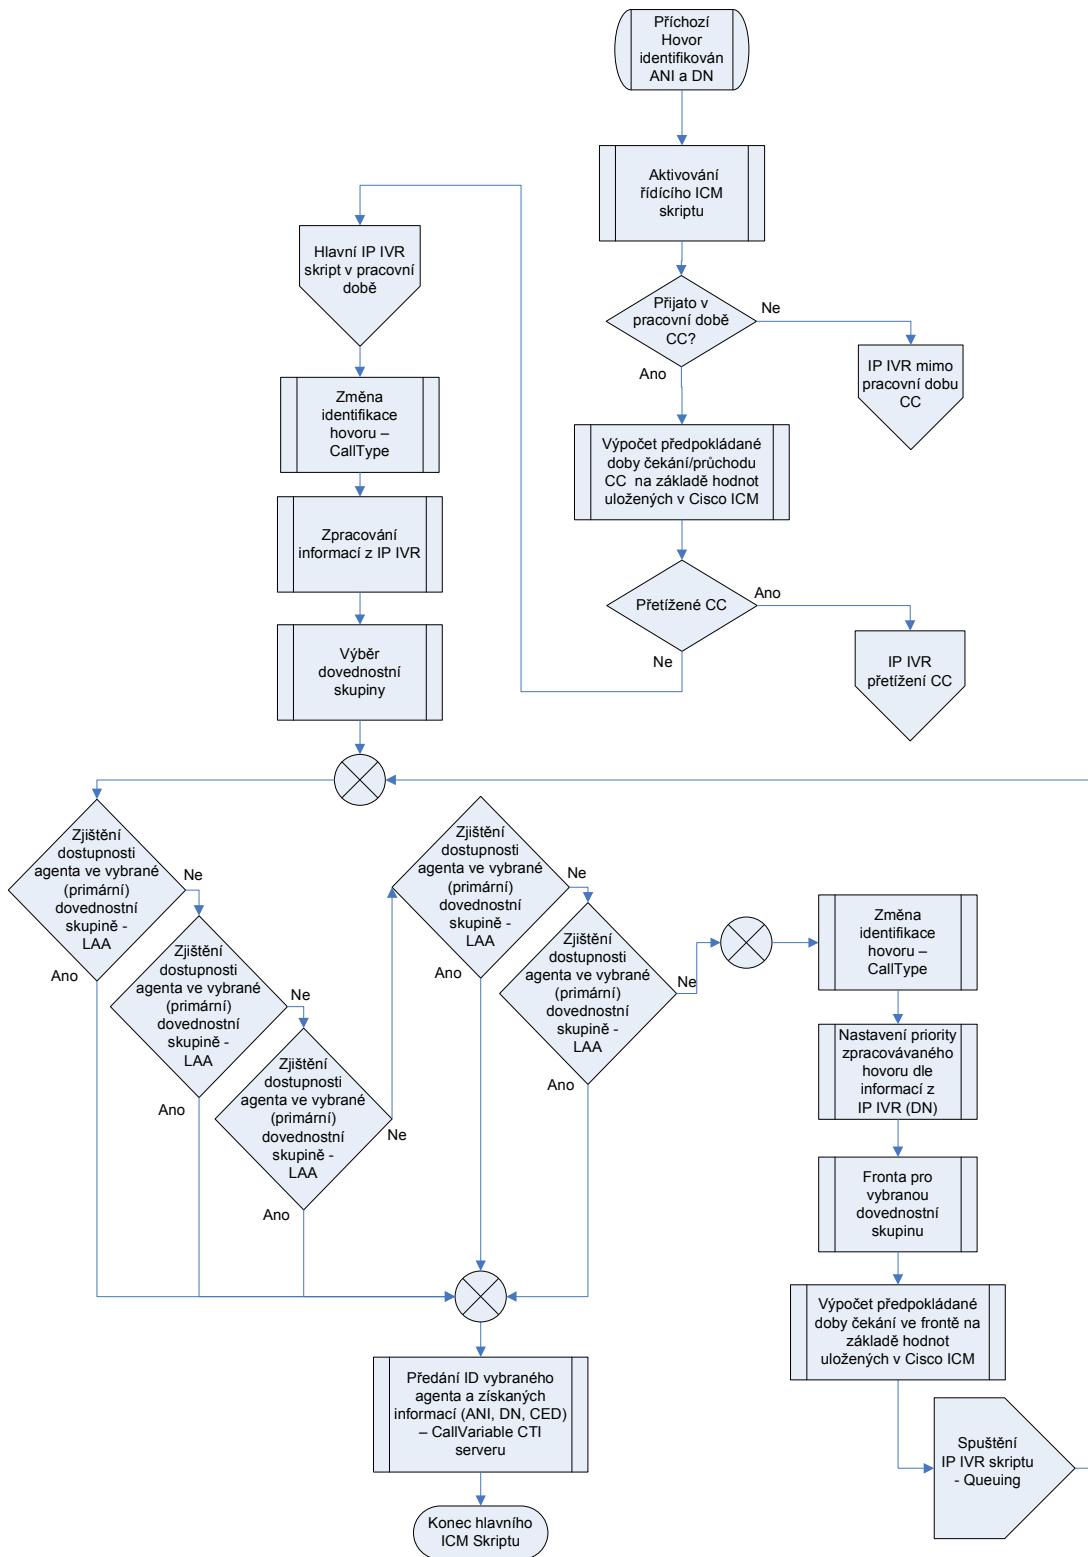 Příchozí
Hovor
identifikován
ANI a DN
Aktivování
řídícího ICM
skriptu
Přijato v
pracovní době
CC?
Ne
Ano
IP IVR mimo
pracovní dobu
CC
Výpočet předpokládané
doby čekání/průchodu
CC na základě hodnot
uložených v Cisco ICM
Přetížené CC
Ano
Ne
IP IVR
přetížení CC
Hlavní IP IVR
skript v pracovní
době
Změna
identifikace
hovoru –
CallType
Zpracování
informací z IP IVR
Výběr
dovednostní
skupiny
Zjištění
dostupnosti
agenta ve vybrané
(primární)
dovednostní
skupině -
LAA
Ne
Ano
Zjištění
dostupnosti
agenta ve vybrané
(primární)
dovednostní
skupině -
LAA
Ne
Ano
Zjištění
dostupnosti
agenta ve vybrané
(primární)
dovednostní
skupině -
LAA
Ne
Ano
Zjištění
dostupnosti
agenta ve vybrané
(primární)
dovednostní
skupině -
LAA
Ne
Ano
Zjištění
dostupnosti
agenta ve vybrané
(primární)
dovednostní
skupině -
LAA
Ne
Ano
Změna
identifikace
hovoru –
CallType
Nastavení priority
zpracovávaného
hovoru dle
informací z
IP IVR (DN)
Fronta pro
vybranou
dovednostní
skupinu
Výpočet předpokládané
doby čekání ve frontě na
základě hodnot
uložených v Cisco ICM
Spuštění
IP IVR skriptu
- Queuing
Předání ID vybraného
agenta a získaných
informací (ANI, DN, CED)
– CallVariable CTI
serveru
Konec hlavního
ICM Skriptu